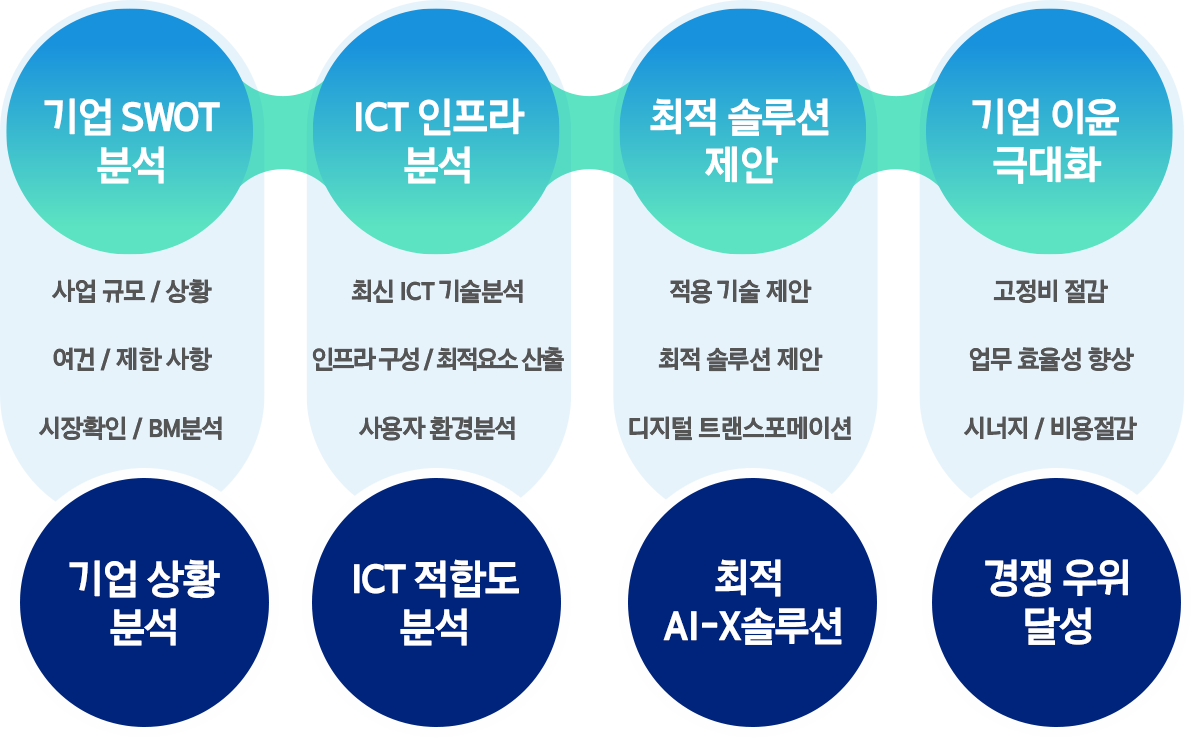 기업 SWOT
분석
사업 규모 / 상황
여건 / 제한 사항
시장확인 / BM분석
기업 상황
분석
ICT 인프라
분석
최신 ICT 기술분석
인프라 구성 / 최적요소 산출
사용자 환경분석
ICT 적합도
분석
최적 솔루션
제안
적용 기술 제안
최적 솔루션 제안
디지털 트랜스포메이션
최적
AI-X솔루션
기업 이윤
극대화
고정비 절감
업무 효율성 향상
시너지 / 비용절감
경쟁 우위
달성